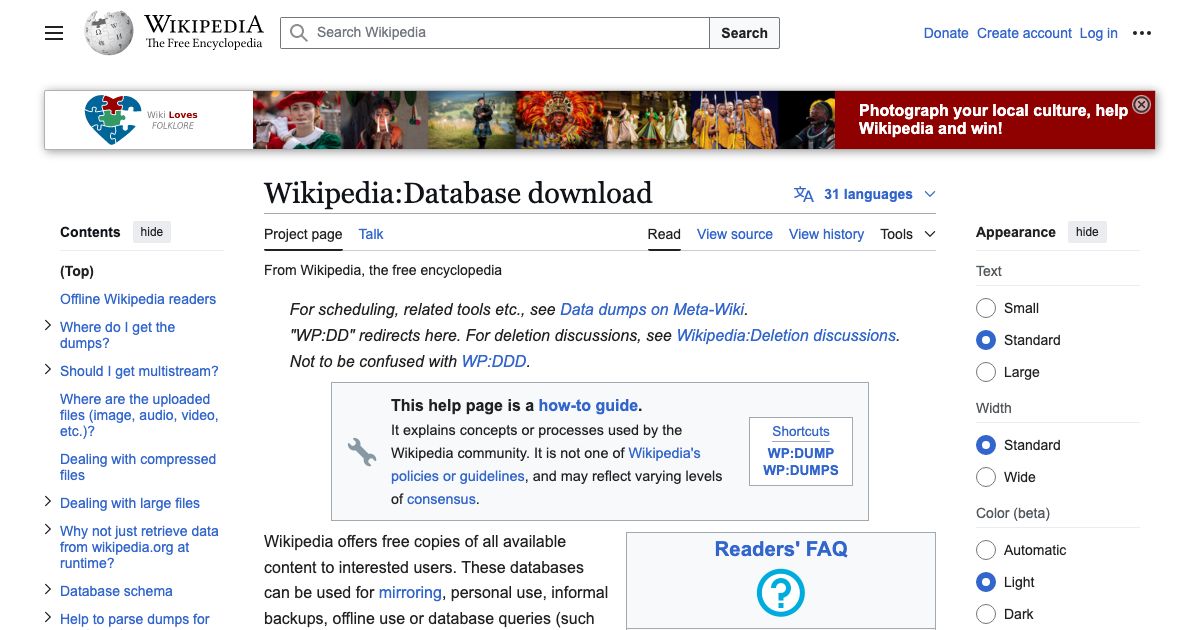 WIKIPEDIA
The Free Encyclopedia
Search Wikipedia
Search
Donate Create account Log in
Wiki Loves
FOLKLORE
Photograph your local culture, help
Wikipedia and win!
Wikipedia:Database download
31 languages
Project page Talk
Read View source View history Tools
From Wikipedia, the free encyclopedia
Contents hide
(Top)
Offline Wikipedia readers
Where do I get the
dumps?
Should I get multistream?
Where are the uploaded
files (image, audio, video,
etc.)?
Dealing with compressed
files
Dealing with large files
Why not just retrieve data
from wikipedia.org at
runtime?
Database schema
Help to parse dumps for
For scheduling, related tools etc., see Data dumps on Meta-Wiki.
"WP:DD" redirects here. For deletion discussions, see Wikipedia:Deletion discussions.
Not to be confused with WP:DDD.
This help page is a how-to guide.
It explains concepts or processes used by the
Wikipedia community. It is not one of Wikipedia's
policies or guidelines, and may reflect varying levels
of consensus.
Shortcuts
WP:DUMP
WP:DUMPS
Wikipedia offers free copies of all available
content to interested users. These databases
can be used for mirroring, personal use, informal
backups, offline use or database queries (such
Readers' FAQ
Appearance hide
Text
Small
Standard
Large
Width
Standard
Wide
Color (beta)
Automatic
Light
Dark